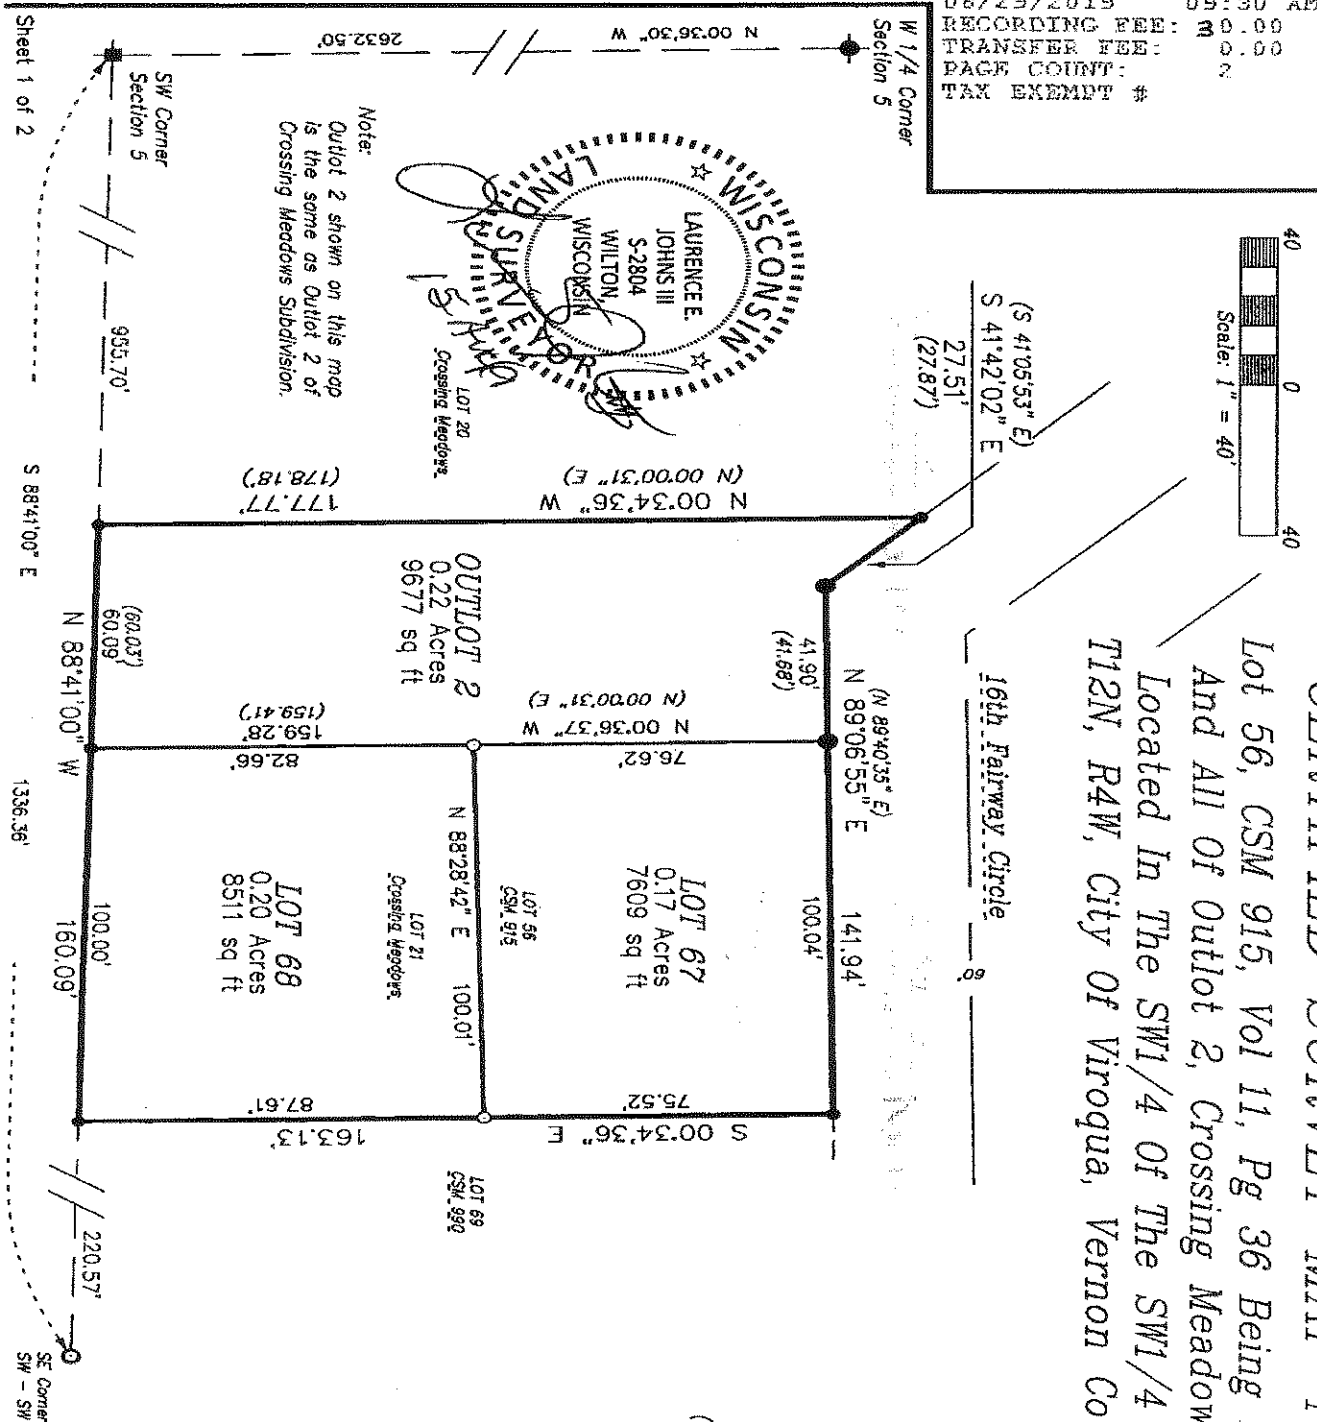 09:30 AM
RECORDING FEE: 30.00
TRANSFER FEE: 0.00
PAGE COUNT: 2
TAX EXEMPT #
Lot 56, CSM 915, Vol 11, Pg 36 Being
And All Of Outlot 2, Crossing Meadow
Located In The SW1/4 Of The SW1/4
T12N, R4W, City Of Viroqua, Vernon Co
40 0 40
Scale: 1" = 40'
W 1/4 Corner
Section 5
N 00°36'30" W
2632.50'
SW Corner
Section 5
Sheet 1 of 2
Note:
Outlot 2 shown on this map
is the same as Outlot 2 of
Crossing Meadows Subdivision.
WISCONSIN
LAND SURVEYOR
LAURENCE E.
JOHNS III
S-2804
WILTON,
WISCONSIN
LOT 20
Crossing Meadows
(S 41°05'53" E)
S 41°42'02" E
27.51'
(27.87')
16th Fairway Circle
60'
(N 00°00'31" E)
N 00°34'36" W
(178.18')
177.77'
OUTLOT 2
0.22 Acres
9677 sq ft
41.90'
(41.68')
(N 89°40'35" E)
N 89°06'55" E
141.94'
100.04'
(N 00°00'31" E)
N 00°36'37" W
(159.41')
159.28'
82.66'
76.62'
LOT 67
0.17 Acres
7609 sq ft
LOT 56
CSM 915
N 88°28'42" E 100.01'
LOT 21
Crossing Meadows
LOT 68
0.20 Acres
8511 sq ft
75.52'
S 00°34'36" E
87.61'
163.13'
LOT 69
CSM 990
955.70'
(60.03')
60.09'
N 88°41'00" W
100.00'
160.09'
220.57'
S 88°41'00" E
1336.36'
SE Corner
SW - SW